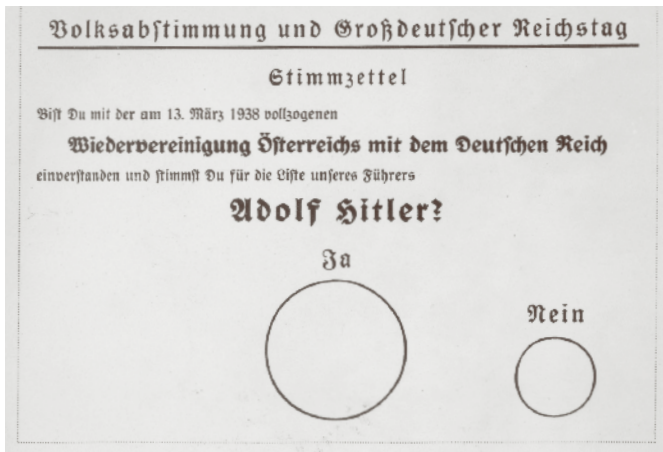 Volksabstimmung und Großdeutscher Reichstag
Stimmzettel
Bist Du mit der am 13. März 1938 vollzogenen
Wiedervereinigung Österreichs mit dem Deutschen Reich
einverstanden und stimmst Du für die Liste unseres Führers
Adolf Hitler?
Ja
Nein